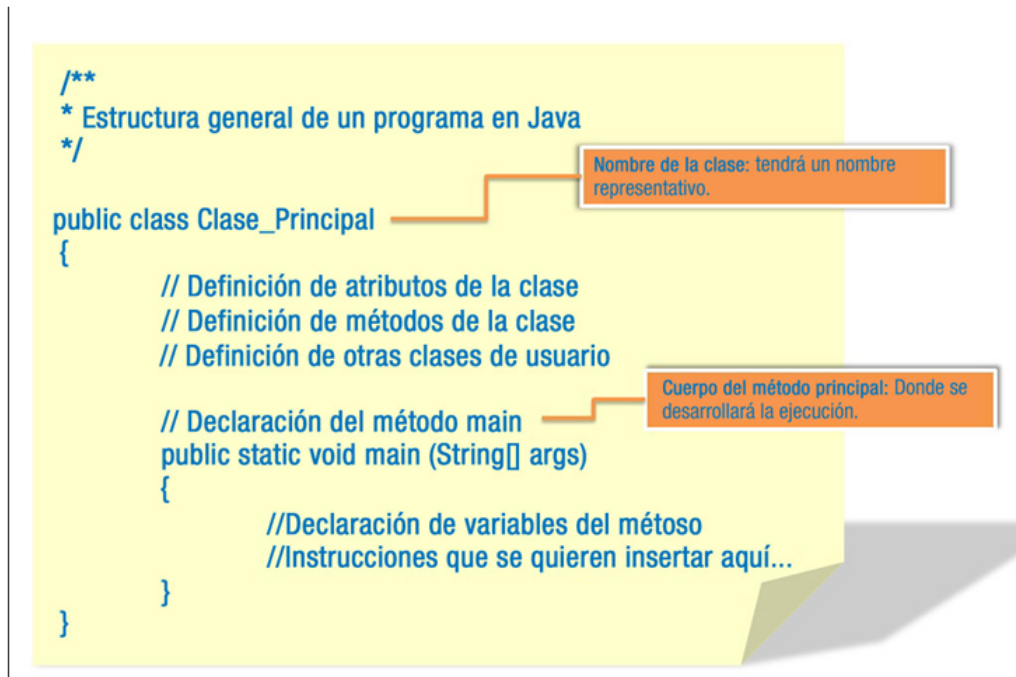 /**
* Estructura general de un programa en Java
*/
Nombre de la clase: tendrá un nombre
representativo.
public class Clase_Principal
{
// Definición de atributos de la clase
// Definición de métodos de la clase
// Definición de otras clases de usuario
Cuerpo del método principal: Donde se
desarrollará la ejecución.
// Declaración del método main
public static void main (String[] args)
{
//Declaración de variables del métoso
//Instrucciones que se quieren insertar aquí...
}
}